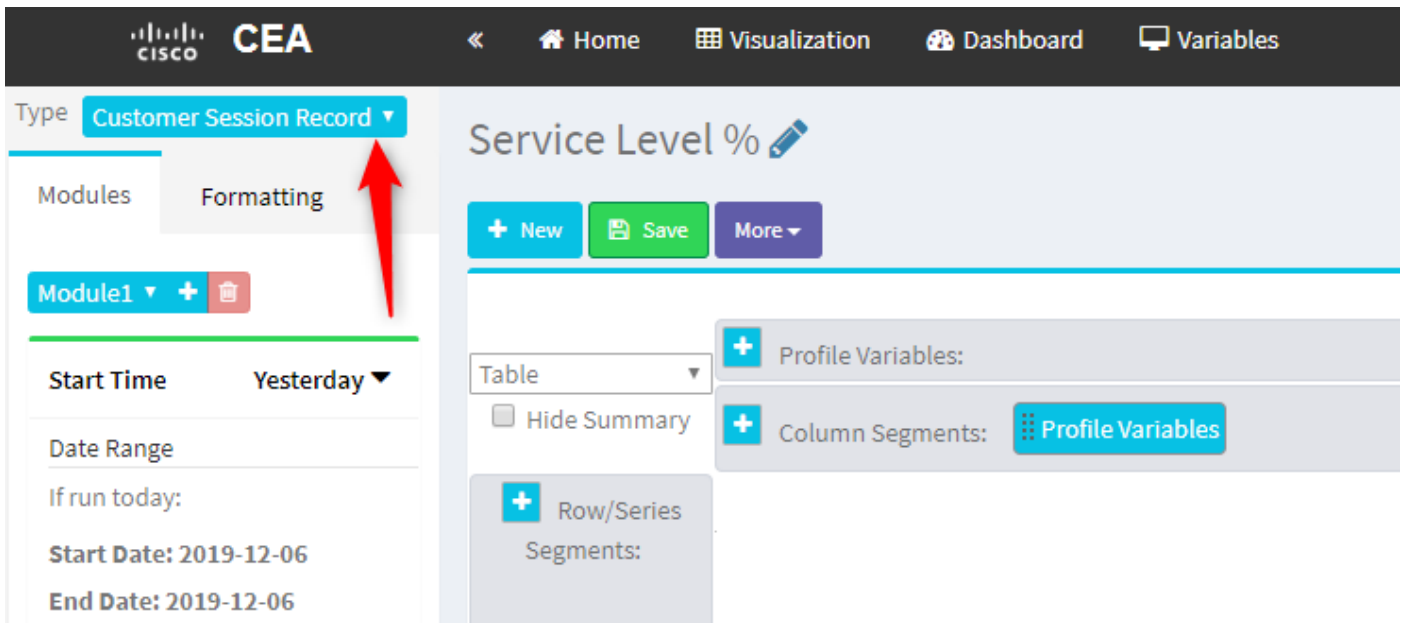 cisco CEA
« Home Visualization Dashboard Variables
Type Customer Session Record
Modules Formatting
Service Level %
+ New Save More
Module1 +
Start Time Yesterday
Date Range
If run today:
Start Date: 2019-12-06
End Date: 2019-12-06
Table
Hide Summary
+ Profile Variables:
+ Column Segments: Profile Variables
+ Row/Series
Segments: